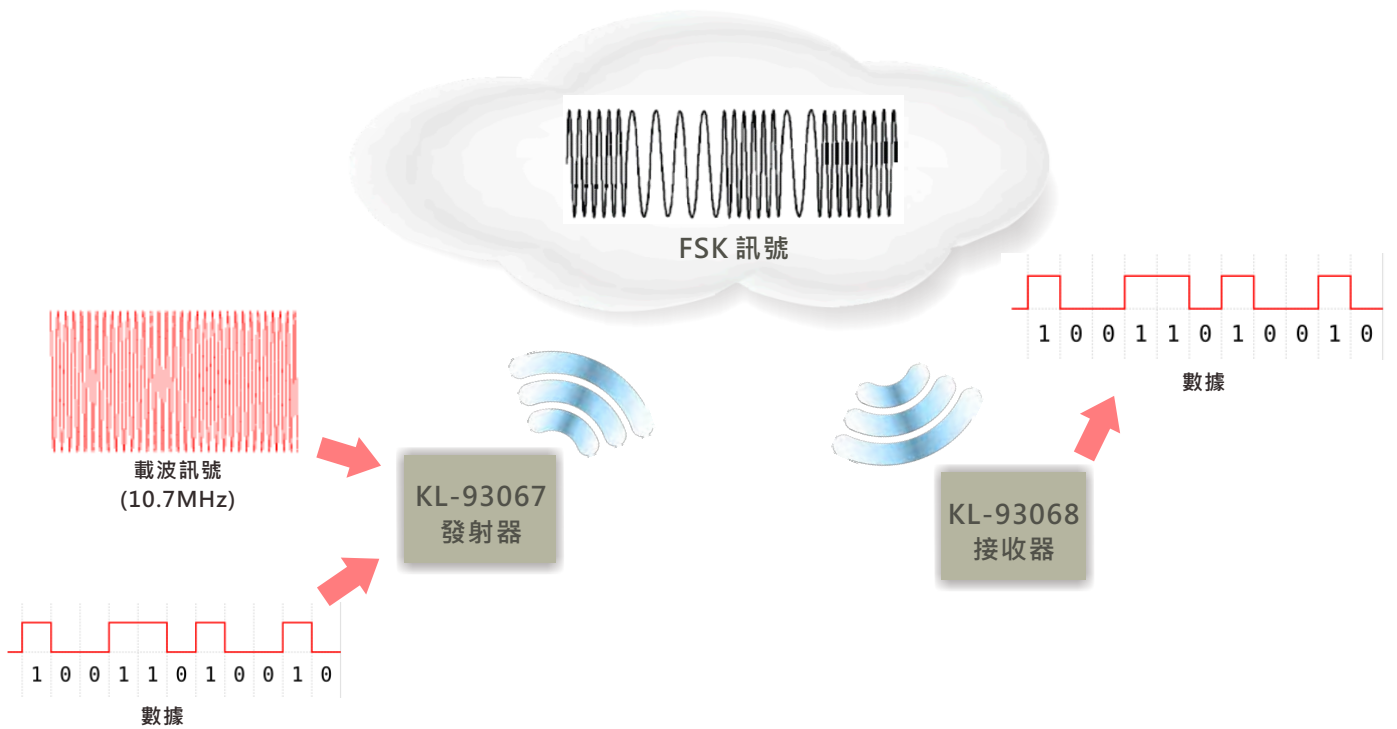 FSK 訊號
1 0 0 1 1 0 1 0 0 1 0
數據
載波訊號
(10.7MHz)
KL-93067
發射器
KL-93068
接收器
1 0 0 1 1 0 1 0 0 1 0
數據